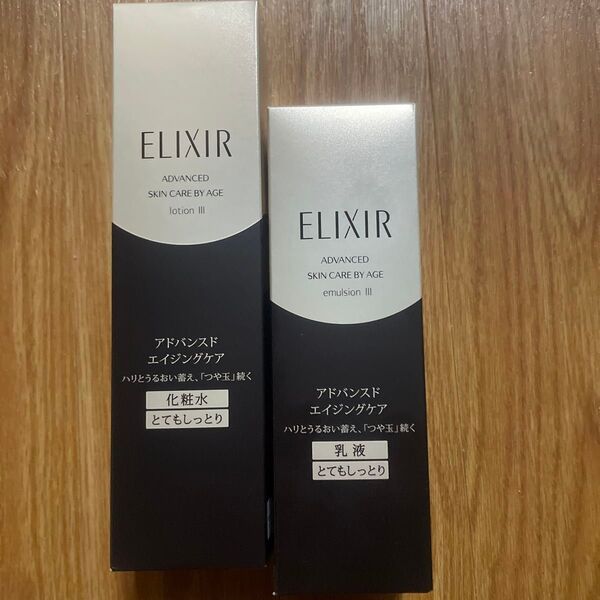 ELIXIR
ADVANCED
SKIN CARE BY AGE
lotion III
アドバンスド
エイジングケア
ハリとうるおい蓄え、「つや玉」続く
化粧水
とてもしっとり
ELIXIR
ADVANCED
SKIN CARE BY AGE
emulsion III
アドバンスド
エイジングケア
ハリとうるおい蓄え、「つや玉」続く
乳液
とてもしっとり